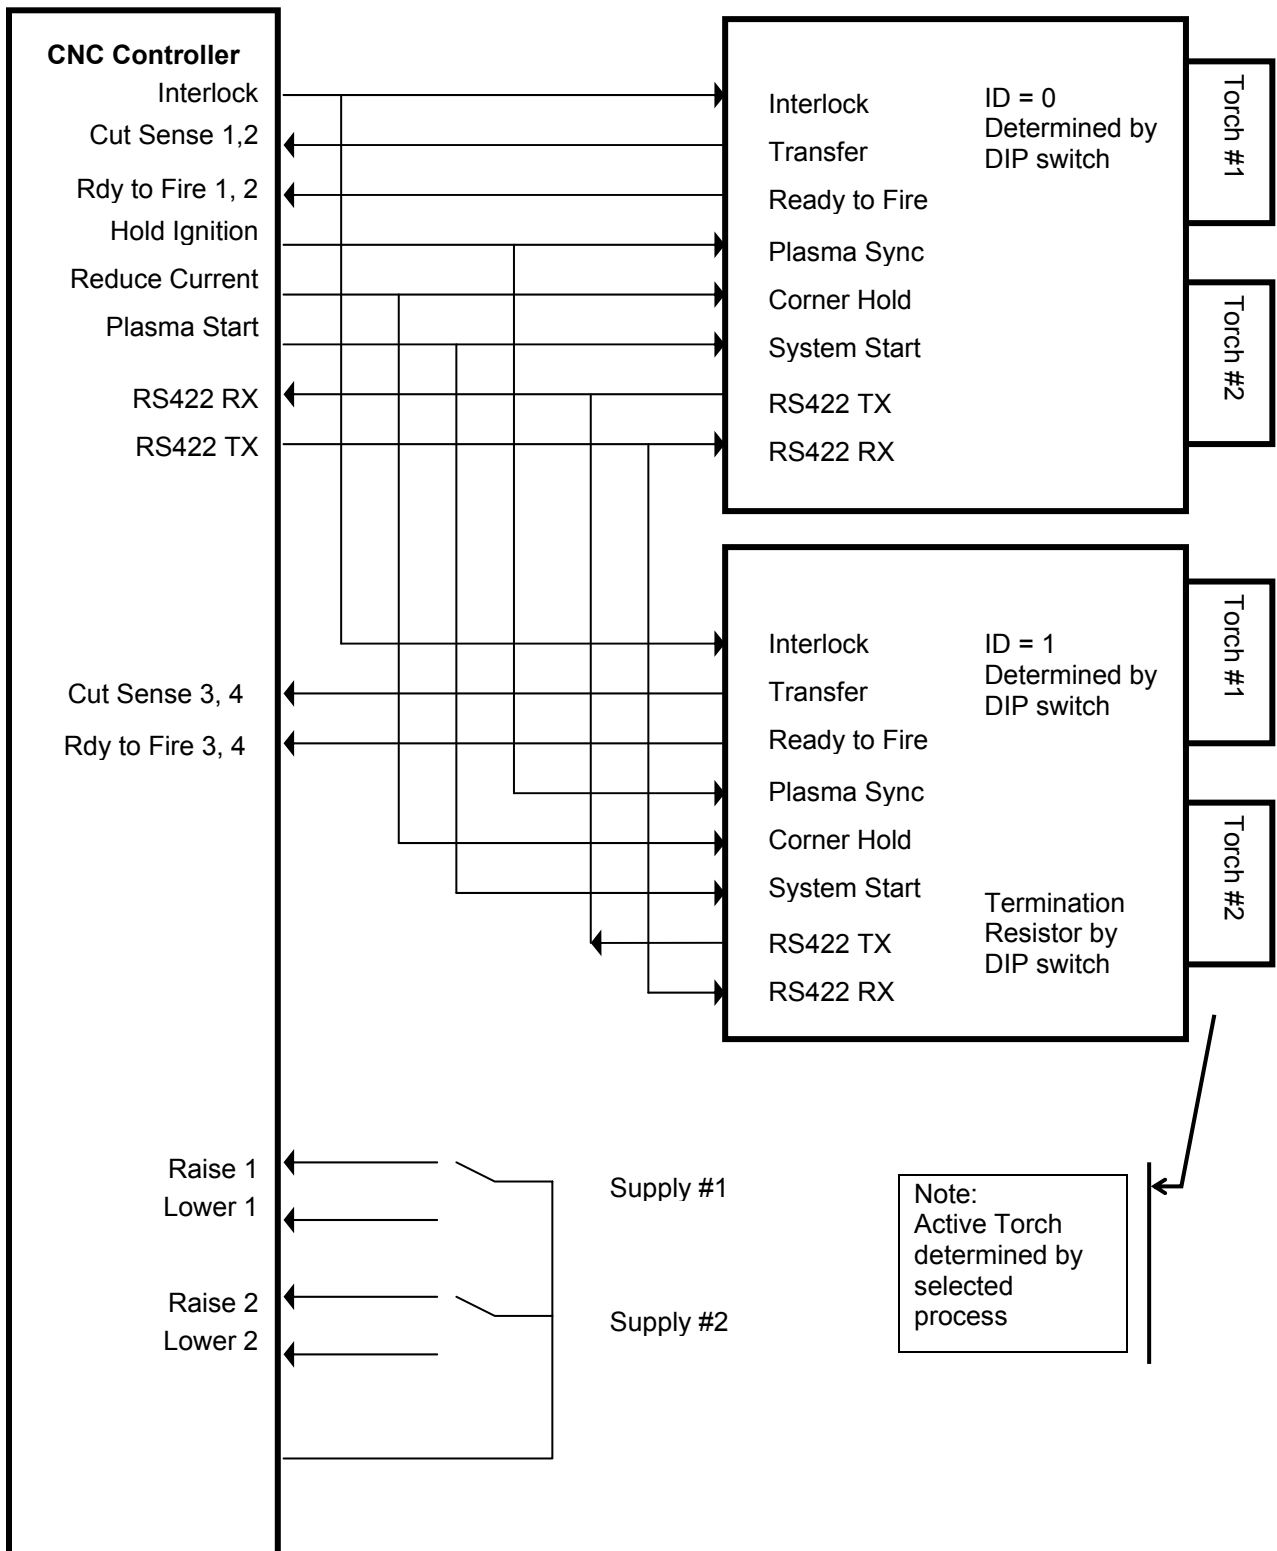 CNC Controller
Interlock
Cut Sense 1,2
Rdy to Fire 1, 2
Hold Ignition
Reduce Current
Plasma Start
RS422 RX
RS422 TX
Cut Sense 3, 4
Rdy to Fire 3, 4
Raise 1
Lower 1
Raise 2
Lower 2
Interlock
Transfer
Ready to Fire
Plasma Sync
Corner Hold
System Start
RS422 TX
RS422 RX
ID = 0
Determined by
DIP switch
Torch #1
Torch #2
Interlock
Transfer
Ready to Fire
Plasma Sync
Corner Hold
System Start
RS422 TX
RS422 RX
ID = 1
Determined by
DIP switch
Termination
Resistor by
DIP switch
Torch #1
Torch #2
Supply #1
Supply #2
Note:
Active Torch
determined by
selected
process